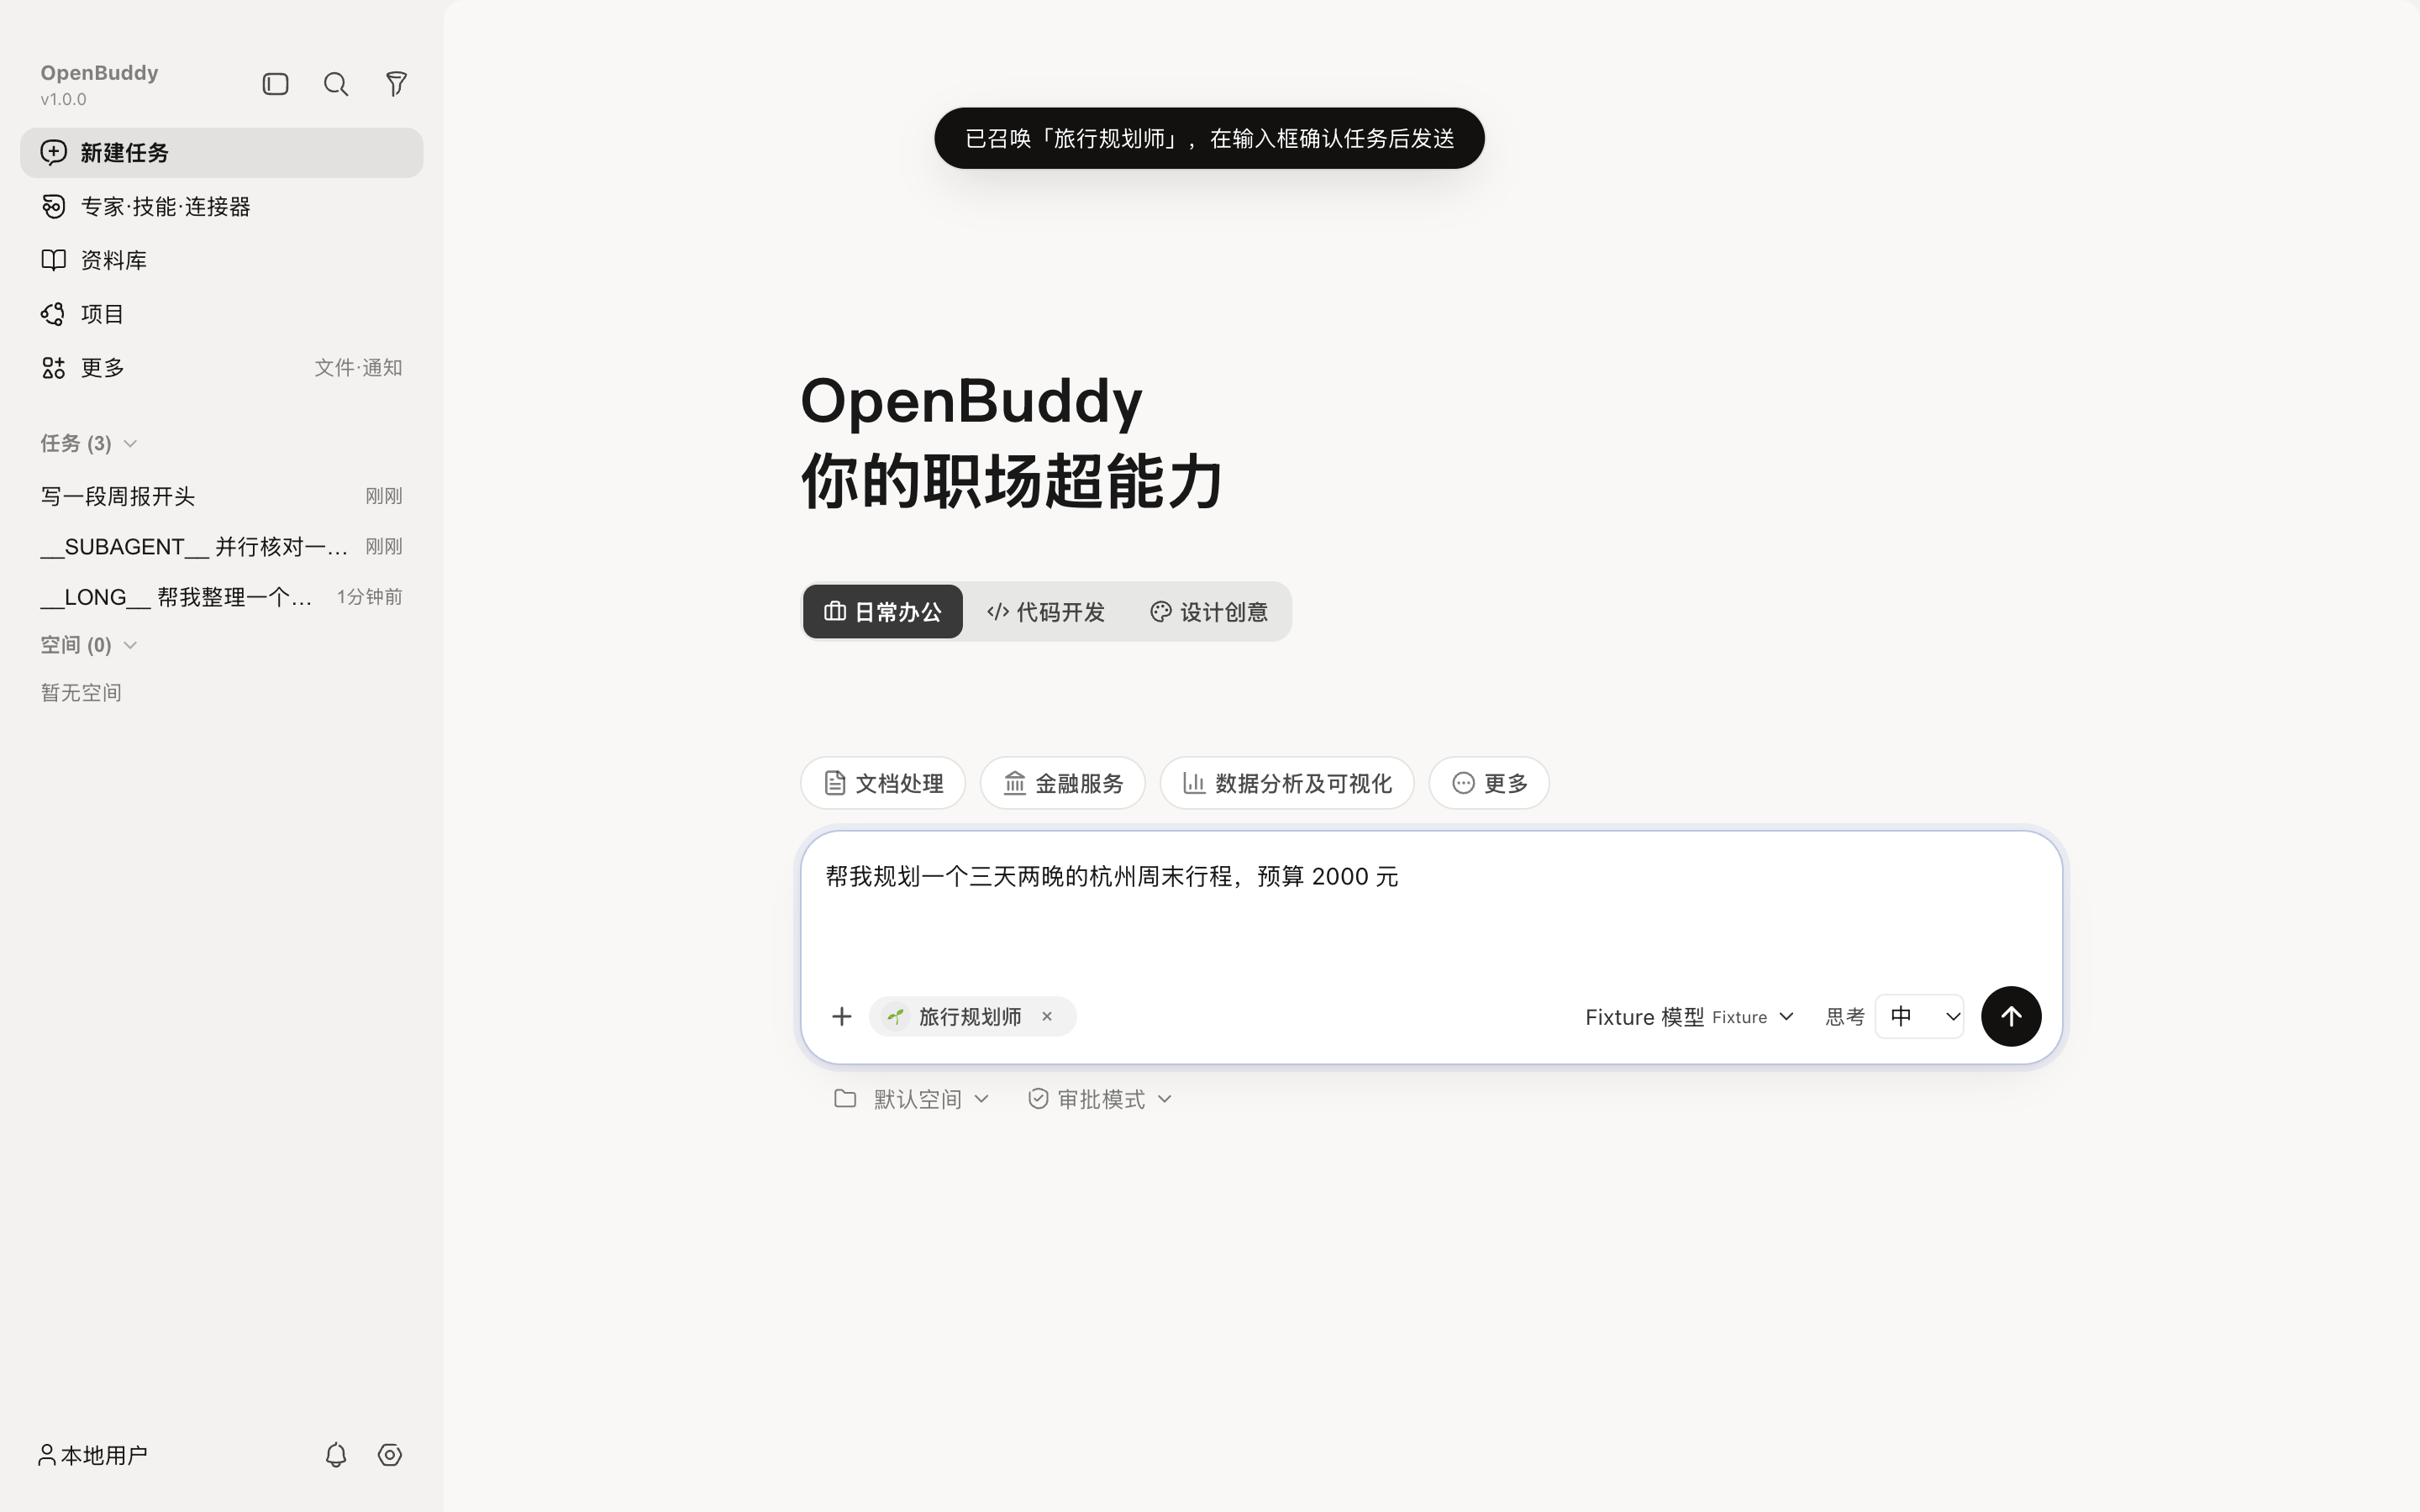 OpenBuddy
v1.0.0
新建任务
专家·技能·连接器
资料库
项目
更多 文件·通知
任务 (3)
写一段周报开头 刚刚
__SUBAGENT__ 并行核对一... 刚刚
__LONG__ 帮我整理一个... 1分钟前
空间 (0)
暂无空间
本地用户
已召唤「旅行规划师」，在输入框确认任务后发送
OpenBuddy
你的职场超能力
日常办公 代码开发 设计创意
文档处理 金融服务 数据分析及可视化 更多
帮我规划一个三天两晚的杭州周末行程，预算 2000 元
旅行规划师 × Fixture 模型 Fixture 思考 中
默认空间 审批模式